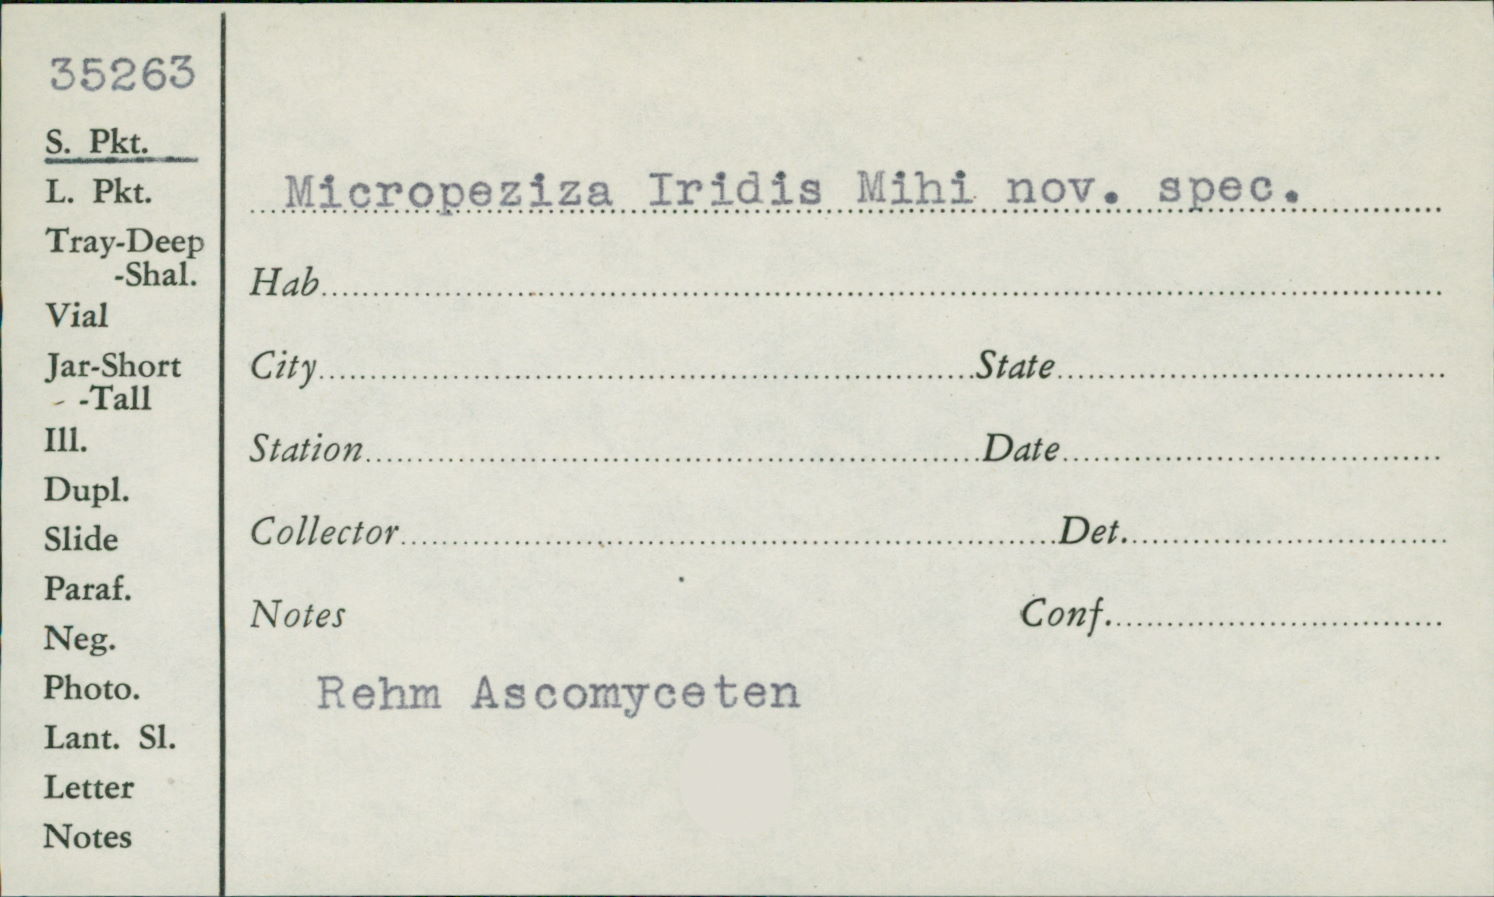 35263
S. Pkt.
L. Pkt.
Tray-Deep
-Shal.
Vial
Jar-Short
-Tall
Ill.
Dupl.
Slide
Paraf.
Neg.
Photo.
Lant. Sl.
Letter
Notes
Micropeziza Iridis Mihi nov. spec.
Hab
City State
Station Date
Collector Det.
Notes Conf.
Rehm Ascomyceten